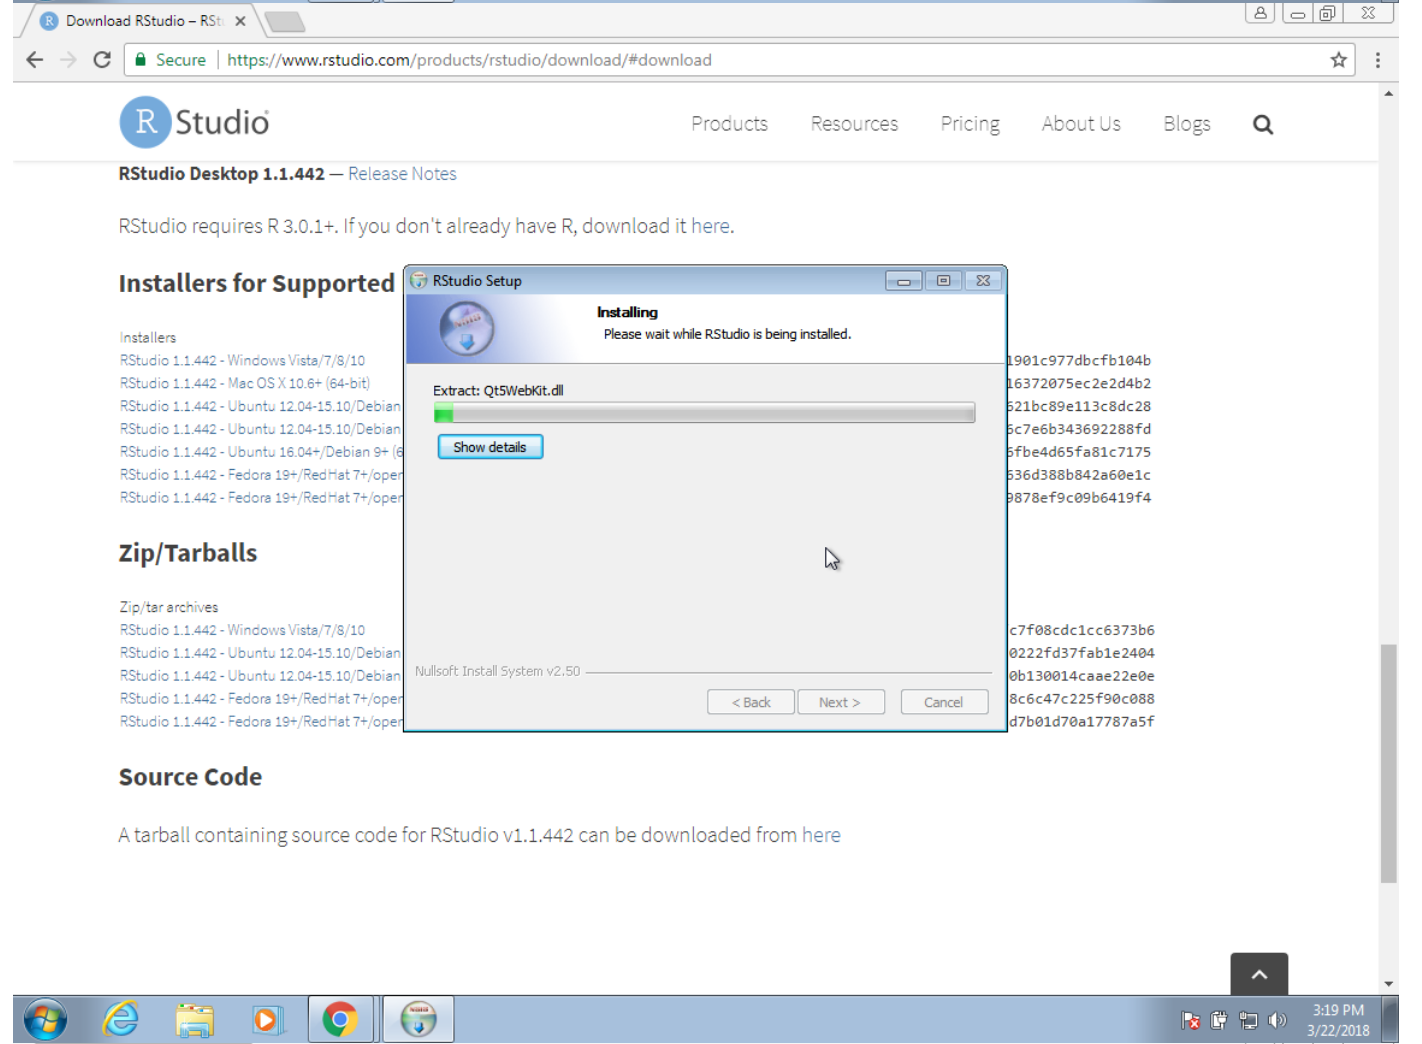 Download RStudio – RSt
Secure | https://www.rstudio.com/products/rstudio/download/#download
R Studio
Products Resources Pricing About Us Blogs
RStudio Desktop 1.1.442 — Release Notes
RStudio requires R 3.0.1+. If you don't already have R, download it here.
Installers for Supported
Installers
RStudio 1.1.442 - Windows Vista/7/8/10
1901c977dbcfb104b
RStudio 1.1.442 - Mac OS X 10.6+ (64-bit)
16372075ec2e2d4b2
RStudio 1.1.442 - Ubuntu 12.04-15.10/Debian
621bc89e113c8dc28
RStudio 1.1.442 - Ubuntu 12.04-15.10/Debian
6c7e6b343692288fd
RStudio 1.1.442 - Ubuntu 16.04+/Debian 9+ (6
6fbe4d65fa81c7175
RStudio 1.1.442 - Fedora 19+/RedHat 7+/oper
636d388b842a60e1c
RStudio 1.1.442 - Fedora 19+/RedHat 7+/oper
9878ef9c09b6419f4
RStudio Setup
Installing
Please wait while RStudio is being installed.
Extract: Qt5WebKit.dll
Show details
Nullsoft Install System v2.50
< Back Next > Cancel
Zip/Tarballs
Zip/tar archives
RStudio 1.1.442 - Windows Vista/7/8/10
c7f08cdc1cc6373b6
RStudio 1.1.442 - Ubuntu 12.04-15.10/Debian
0222fd37fab1e2404
RStudio 1.1.442 - Ubuntu 12.04-15.10/Debian
0b130014caae22e0e
RStudio 1.1.442 - Fedora 19+/RedHat 7+/oper
8c6c47c225f90c088
RStudio 1.1.442 - Fedora 19+/RedHat 7+/oper
d7b01d70a17787a5f
Source Code
A tarball containing source code for RStudio v1.1.442 can be downloaded from here
3:19 PM
3/22/2018